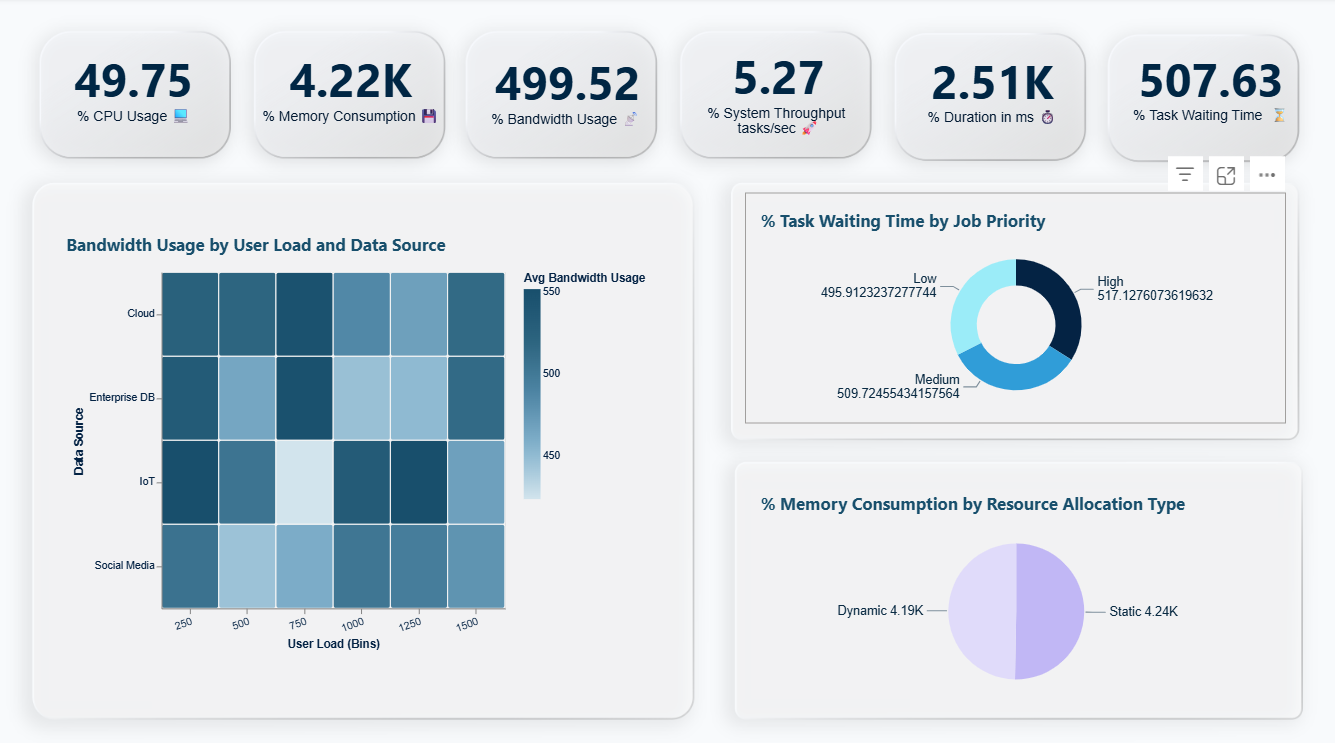 49.75
% CPU Usage
4.22K
% Memory Consumption
499.52
% Bandwidth Usage
5.27
% System Throughput
tasks/sec
2.51K
% Duration in ms
507.63
% Task Waiting Time
Bandwidth Usage by User Load and Data Source
Avg Bandwidth Usage
550
500
450
Data Source
Cloud
Enterprise DB
IoT
Social Media
250
500
750
1000
1250
1500
User Load (Bins)
% Task Waiting Time by Job Priority
Low
495.9123237277744
High
517.1276073619632
Medium
509.72455434157564
% Memory Consumption by Resource Allocation Type
Dynamic 4.19K
Static 4.24K